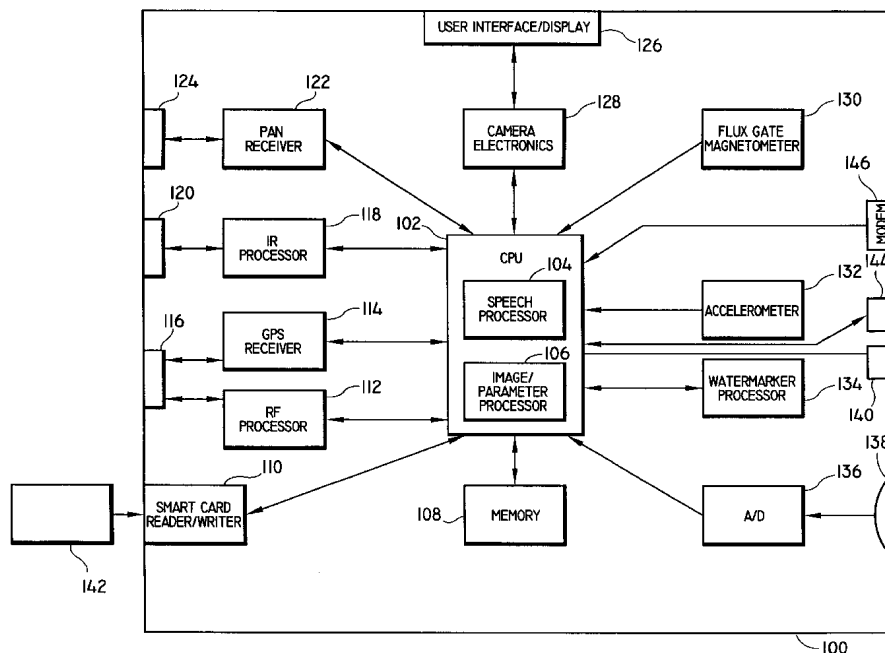 USER INTERFACE/DISPLAY
126
124
122
PAN
RECEIVER
128
CAMERA
ELECTRONICS
130
FLUX GATE
MAGNETOMETER
146
MODEM
120
118
IR
PROCESSOR
102
CPU
104
SPEECH
PROCESSOR
132
ACCELEROMETER
144
116
114
GPS
RECEIVER
106
IMAGE/
PARAMETER
PROCESSOR
WATERMARKER
PROCESSOR
134
140
112
RF
PROCESSOR
110
SMART CARD
READER/WRITER
142
108
MEMORY
136
A/D
138
100